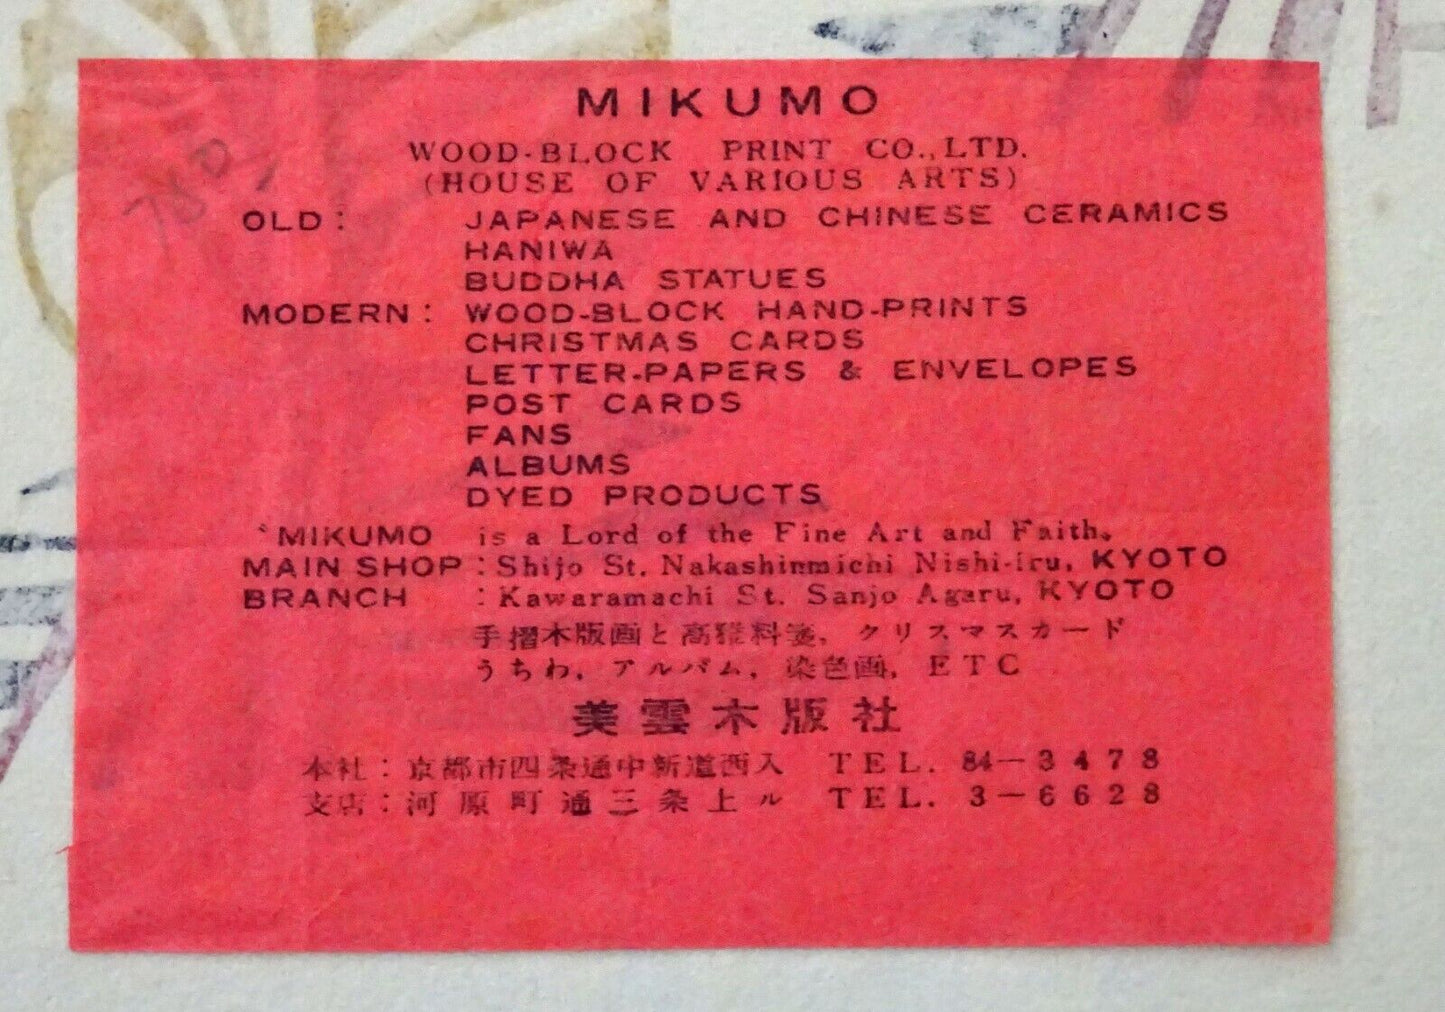 MIKUMO
WOOD-BLOCK PRINT CO.,LTD.
(HOUSE OF VARIOUS ARTS)
OLD: JAPANESE AND CHINESE CERAMICS
HANIWA
BUDDHA STATUES
MODERN: WOOD-BLOCK HAND-PRINTS
CHRISTMAS CARDS
LETTER-PAPERS & ENVELOPES
POST CARDS
FANS
ALBUMS
DYED PRODUCTS
‵MIKUMO is a Lord of the Fine Art and Faith。
MAIN SHOP: Shijo St. Nakashinmichi Nishi-iru, KYOTO
BRANCH : Kawaramachi St. Sanjo Agaru, KYOTO
手摺木版画と高雅料箋, クリスマスカード
うちわ, アルバム, 染色画, ETC
美雲木版社
本社: 京都市四条通中新道西入 TEL. 84-3478
支店: 河原町通三条上ル TEL. 3-6628